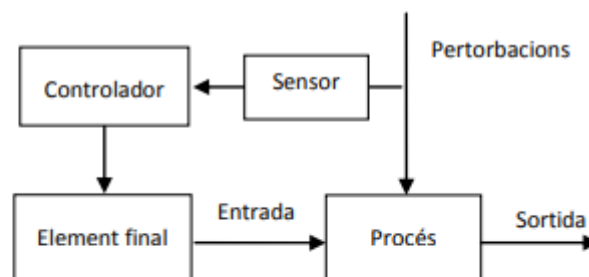 Pertorbacions
Controlador
Sensor
Element final
Entrada
Procés
Sortida